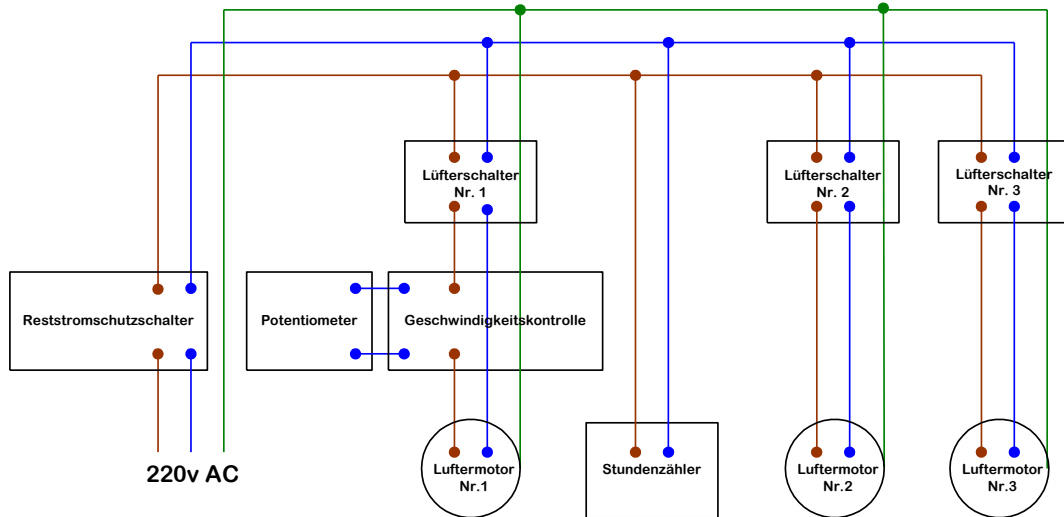 Lüfterschalter
Nr. 1
Lüfterschalter
Nr. 2
Lüfterschalter
Nr. 3
Reststromschutzschalter
Potentiometer
Geschwindigkeitskontrolle
220v AC
Luftermotor
Nr.1
Stundenzähler
Luftermotor
Nr.2
Luftermotor
Nr.3